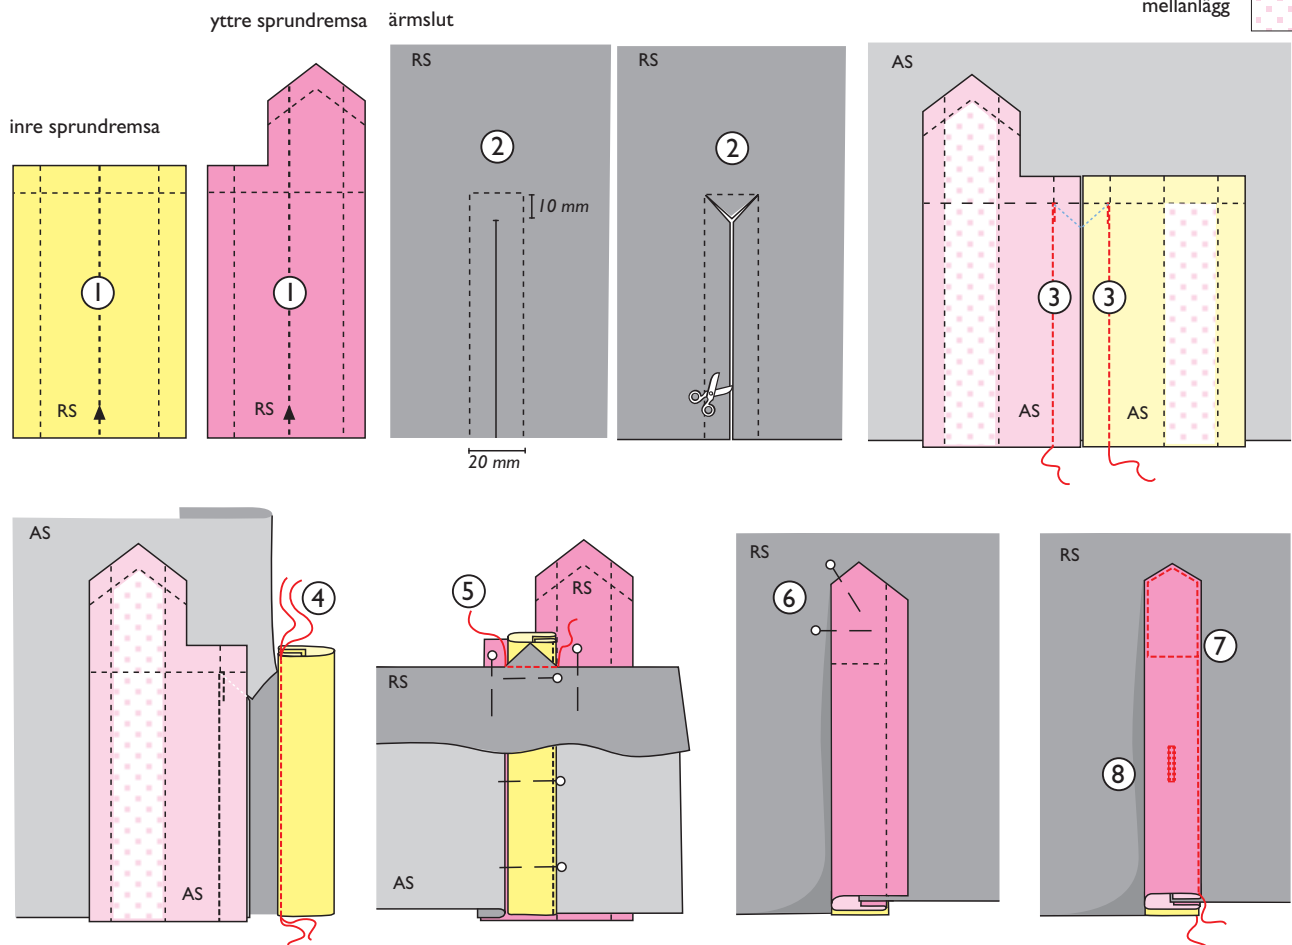 mellanlägg
yttre sprundremsa ärmslut
inre sprundremsa
RS
RS
AS
2
2
10 mm
1
1
3
3
RS
RS
AS
AS
20 mm
AS
4
5
RS
RS
AS
AS
RS
6
RS
7
8